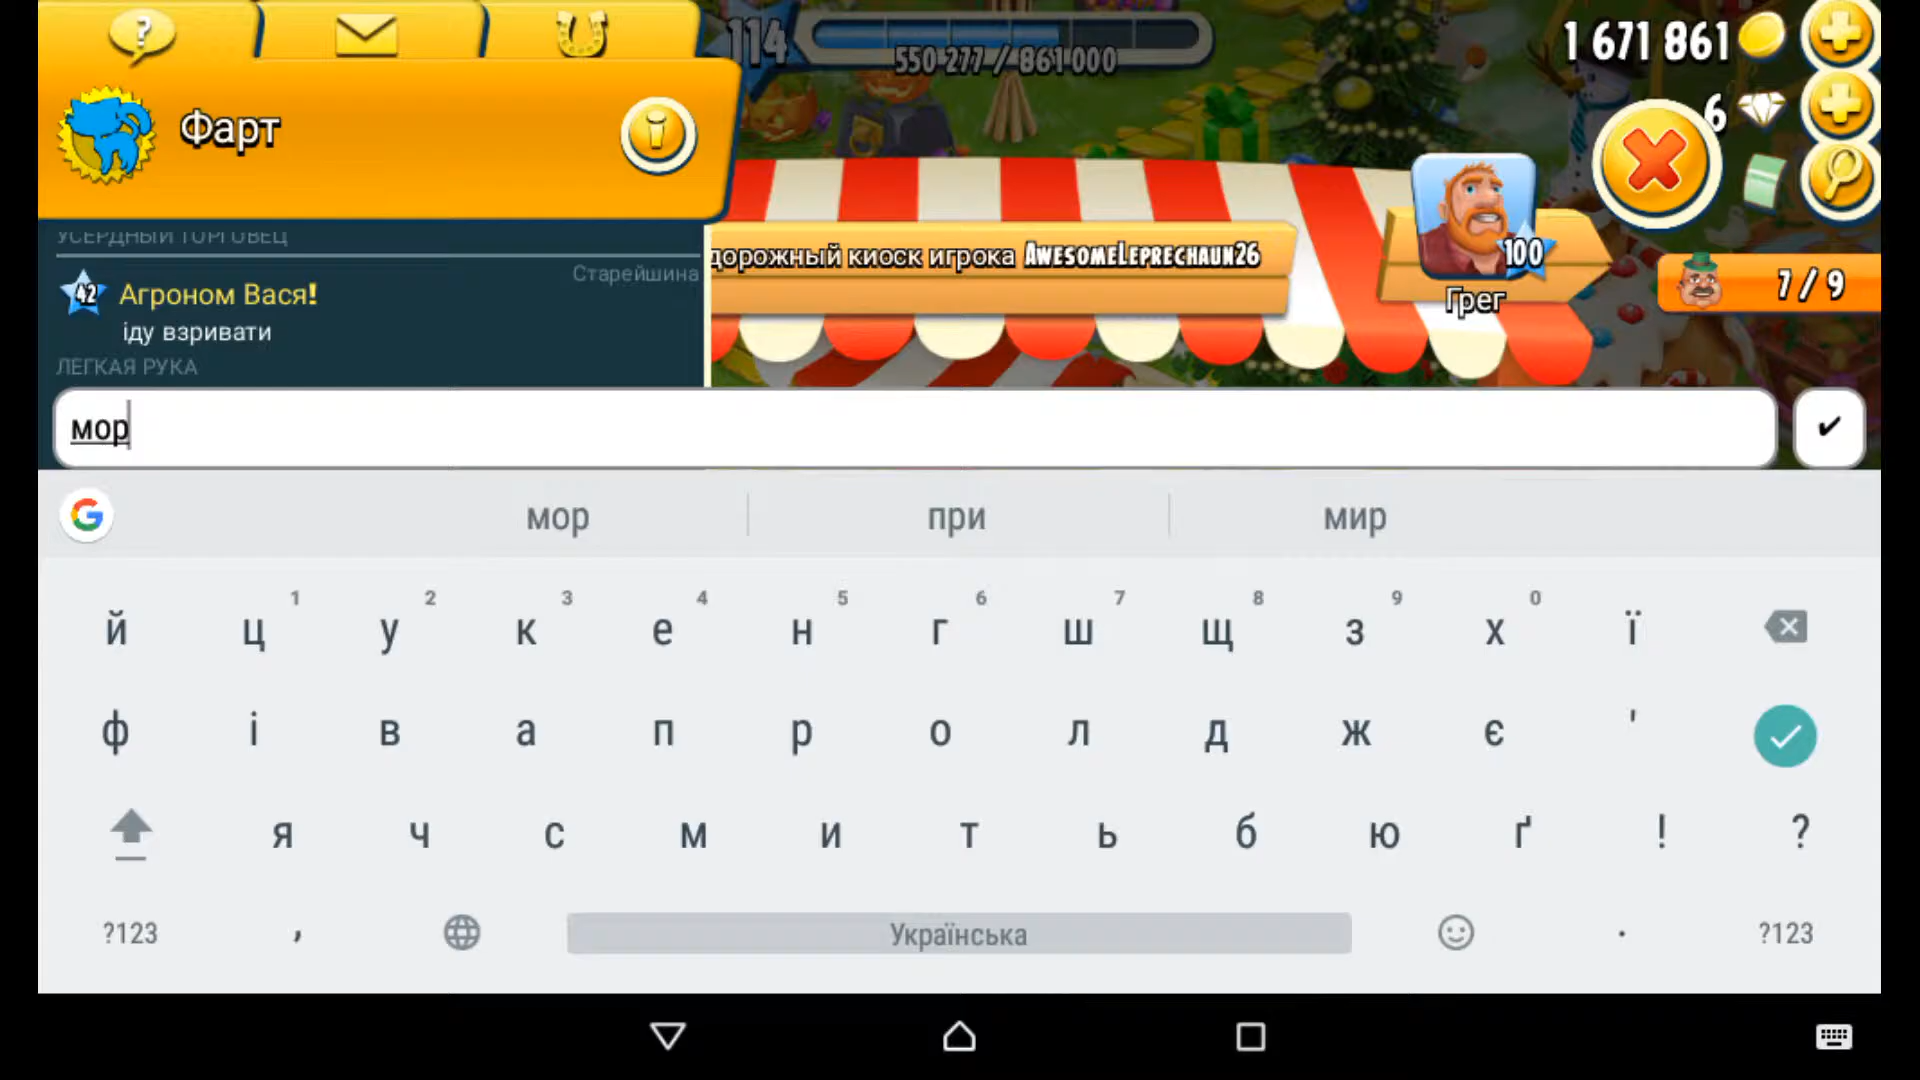 114
550 277 / 861 000
1 671 861
6
Фарт
УСЕРДНЫЙ ТОРГОВЕЦ
Старейшина
42 Агроном Вася!
іду взривати
ЛЕГКАЯ РУКА
дорожный киоск игрока AWESOMELEPRECHAUN26
100
Грег
7 / 9
мор
мор при мир
1 2 3 4 5 6 7 8 9 0
й ц у к е н г ш щ з х ї
ф і в а п р о л д ж є '
я ч с м и т ь б ю ґ ! ?
?123 , Українська . ?123